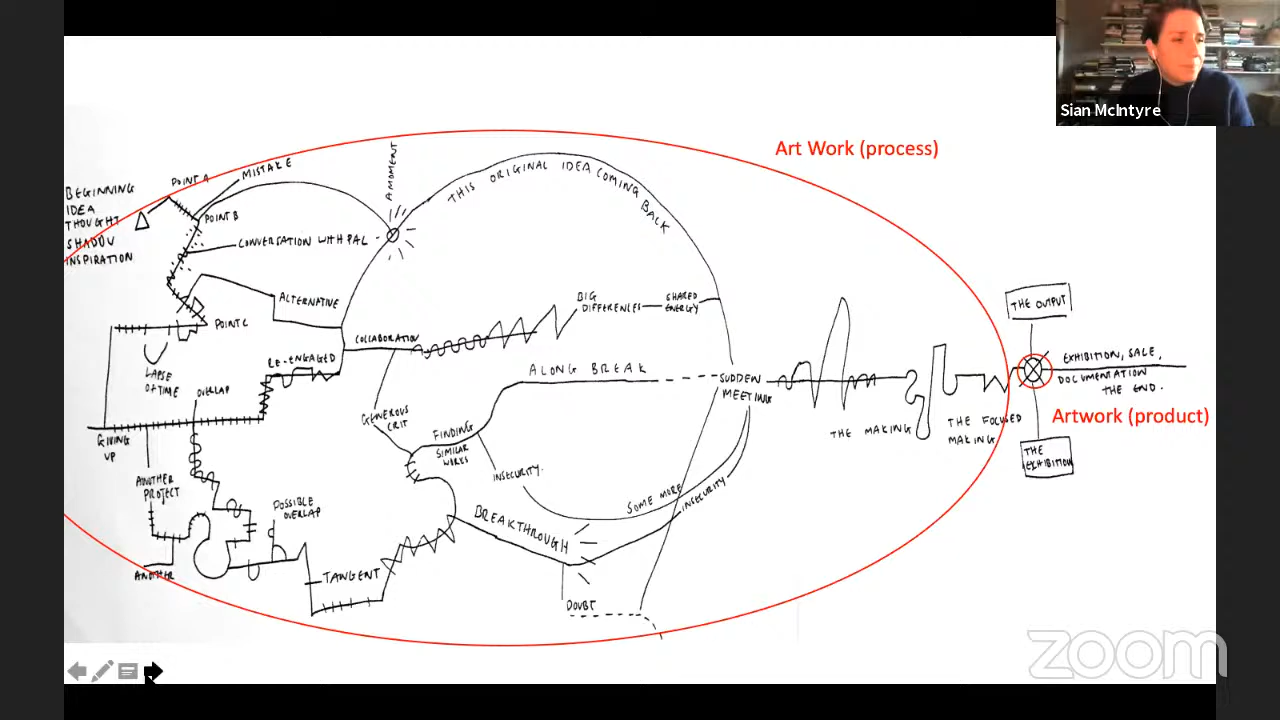 Sian McIntyre
Art Work (process)
BEGINNING
IDEA
THOUGHT
SHADOW
INSPIRATION
POINT A
MISTAKE
POINT B
CONVERSATION WITH PAL
A MOMENT
THIS ORIGINAL IDEA COMING
BACK
ALTERNATIVE
POINT C
LAPSE
OF TIME
RE-ENGAGED
COLLABORATION
BIG
DIFFERENCES
SHARED
ENERGY
OVERLAP
GIVING
UP
GENEROUS
CRIT
A LONG BREAK
SUDDEN
MEETING
FINDING
SIMILAR
WORKS
INSECURITY.
ANOTHER
PROJECT
ANOTHER
POSSIBLE
OVERLAP
TANGENT
BREAKTHROUGH
SOME MORE
INSECURITY
DOUBT
THE MAKING
THE FOCUSED
MAKING
THE OUTPUT
EXHIBITION, SALE,
DOCUMENTATION
THE END.
Artwork (product)
THE
EXHIBITION
zoom